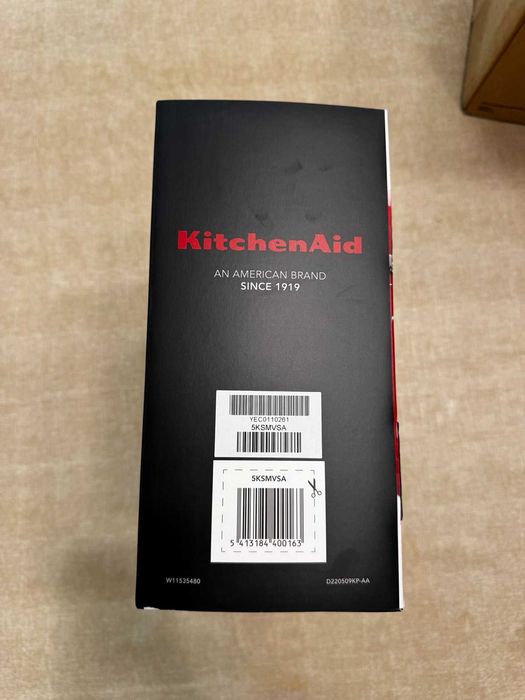 KitchenAid
AN AMERICAN BRAND
SINCE 1919
YEC0110261
5KSMVSA
5KSMVSA
5 413184 400163
W11535480
D220509KP-AA